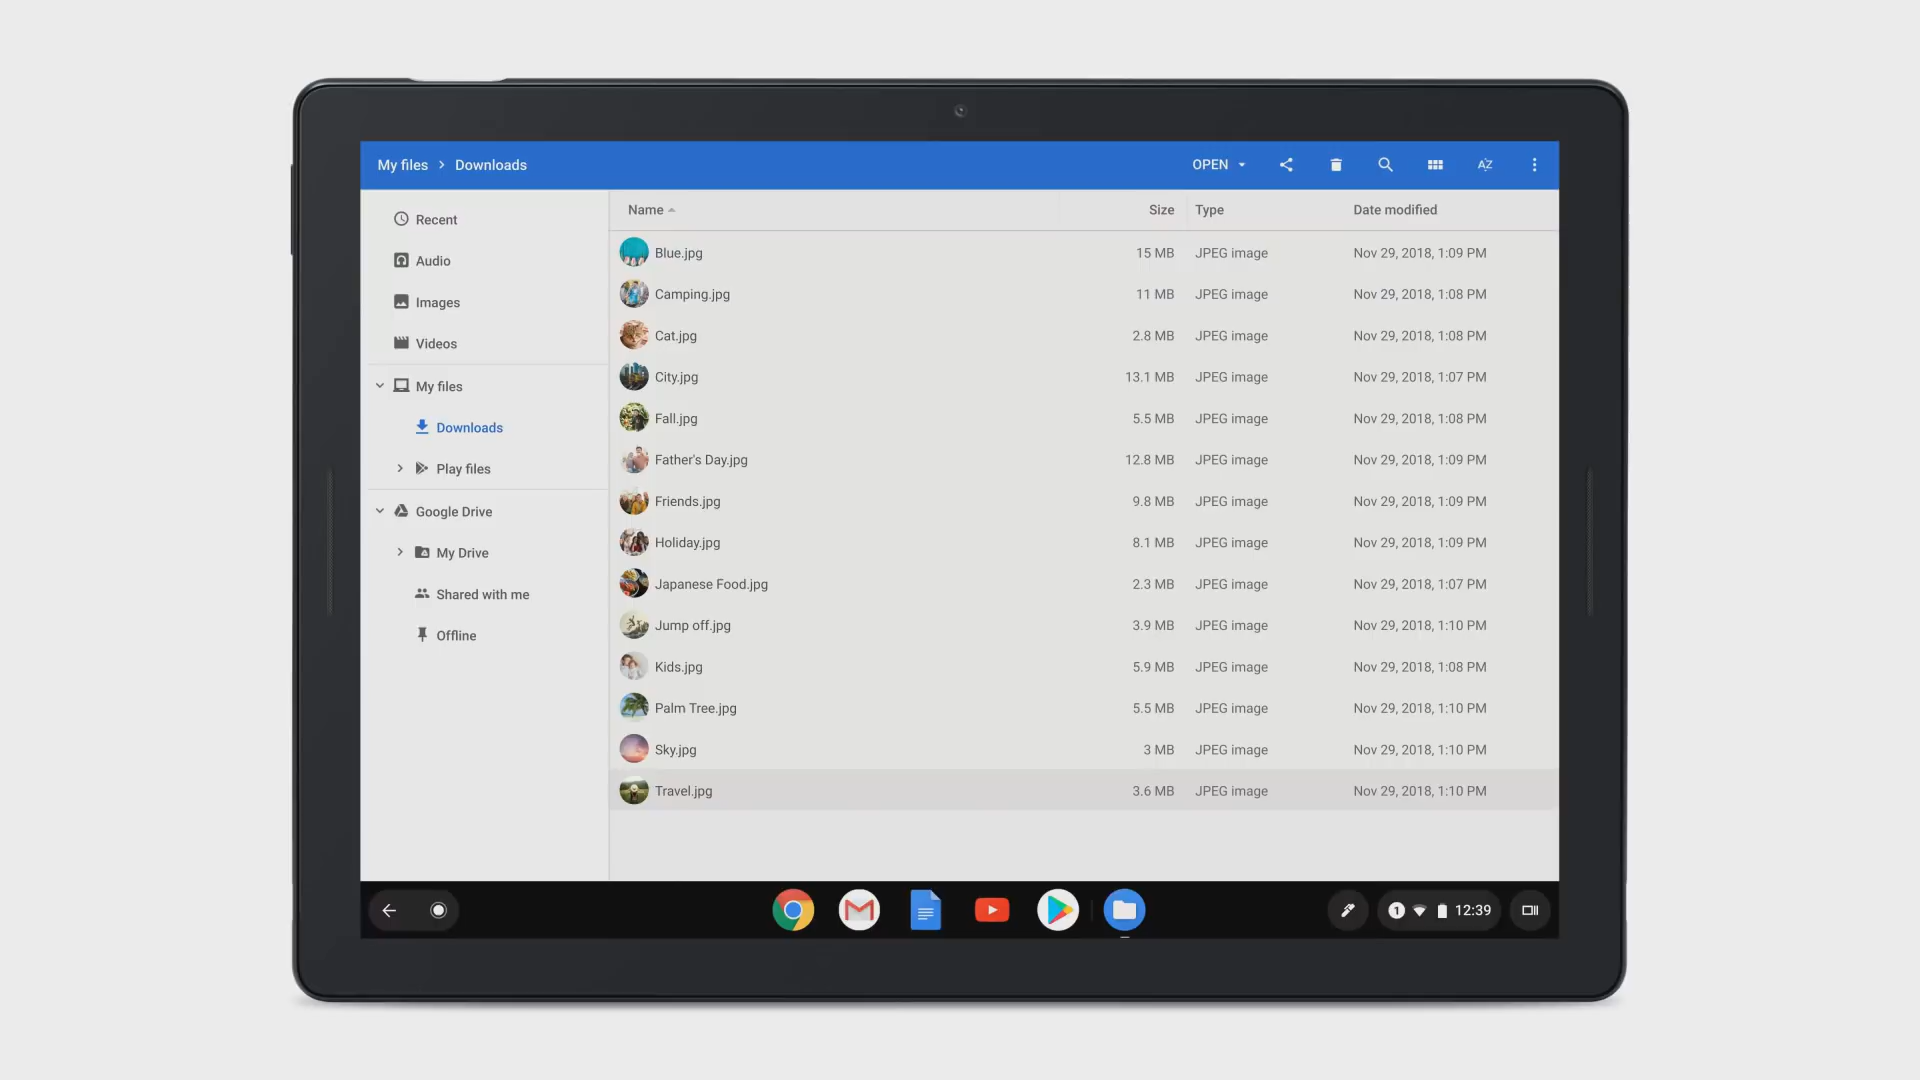 My files > Downloads OPEN
Recent
Audio
Images
Videos
My files
Downloads
Play files
Google Drive
My Drive
Shared with me
Offline
Name Size Type Date modified
Blue.jpg 15 MB JPEG image Nov 29, 2018, 1:09 PM
Camping.jpg 11 MB JPEG image Nov 29, 2018, 1:08 PM
Cat.jpg 2.8 MB JPEG image Nov 29, 2018, 1:08 PM
City.jpg 13.1 MB JPEG image Nov 29, 2018, 1:07 PM
Fall.jpg 5.5 MB JPEG image Nov 29, 2018, 1:08 PM
Father's Day.jpg 12.8 MB JPEG image Nov 29, 2018, 1:09 PM
Friends.jpg 9.8 MB JPEG image Nov 29, 2018, 1:09 PM
Holiday.jpg 8.1 MB JPEG image Nov 29, 2018, 1:09 PM
Japanese Food.jpg 2.3 MB JPEG image Nov 29, 2018, 1:07 PM
Jump off.jpg 3.9 MB JPEG image Nov 29, 2018, 1:10 PM
Kids.jpg 5.9 MB JPEG image Nov 29, 2018, 1:08 PM
Palm Tree.jpg 5.5 MB JPEG image Nov 29, 2018, 1:10 PM
Sky.jpg 3 MB JPEG image Nov 29, 2018, 1:10 PM
Travel.jpg 3.6 MB JPEG image Nov 29, 2018, 1:10 PM
1 12:39